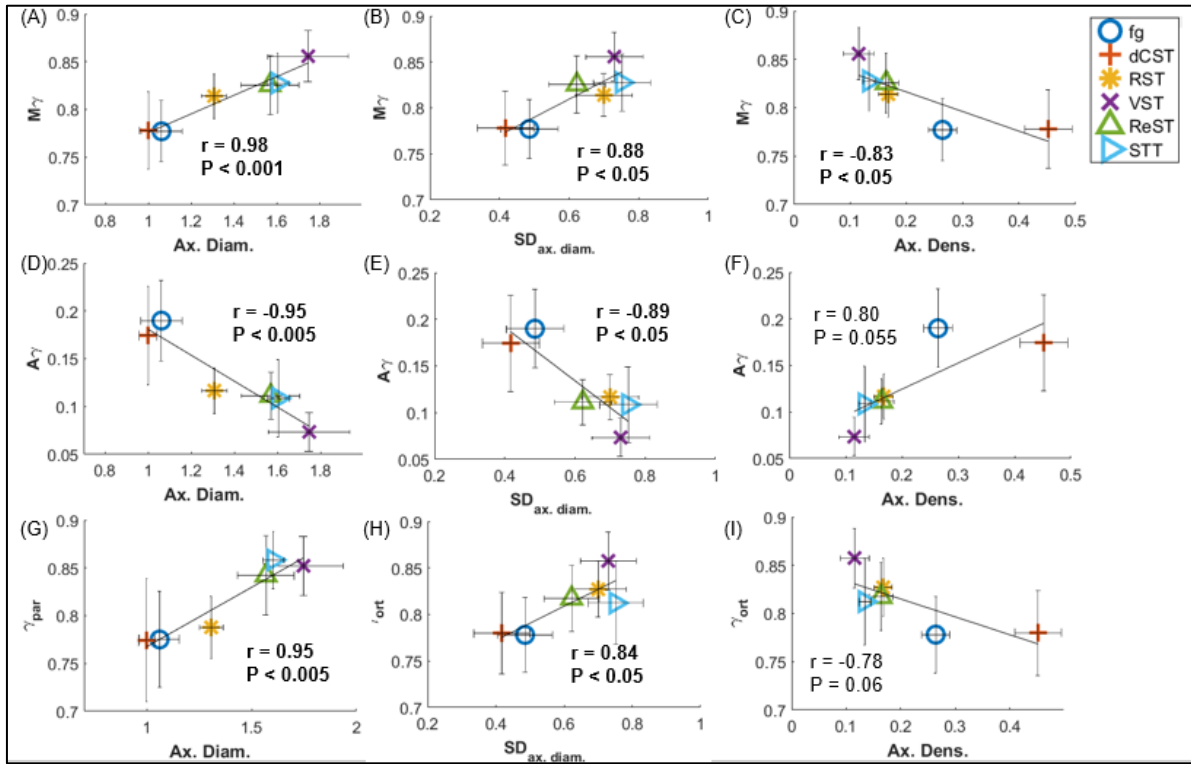 (A)
0.9
0.85
0.8
0.75
0.7
Mγ
r = 0.98
P < 0.001
1 1.2 1.4 1.6 1.8
Ax. Diam.
(B)
0.9
0.85
0.8
0.75
0.7
Mγ
r = 0.88
P < 0.05
0.2 0.4 0.6 0.8 1
SD ax. diam.
(C)
0.9
0.85
0.8
0.75
0.7
Mγ
r = -0.83
P < 0.05
0 0.1 0.2 0.3 0.4 0.5
Ax. Dens.
fg
dCST
RST
VST
ReST
STT
(D)
0.25
0.2
0.15
0.1
0.05
Aγ
r = -0.95
P < 0.005
1 1.2 1.4 1.6 1.8
Ax. Diam.
(E)
0.25
0.2
0.15
0.1
0.05
Aγ
r = -0.89
P < 0.05
0.2 0.4 0.6 0.8 1
SD ax. diam.
(F)
0.25
0.2
0.15
0.1
0.05
Aγ
r = 0.80
P = 0.055
0 0.1 0.2 0.3 0.4 0.5
Ax. Dens.
(G)
0.9
0.85
0.8
0.75
0.7
γpar
r = 0.95
P < 0.005
1 1.5 2
Ax. Diam.
(H)
0.9
0.85
0.8
0.75
0.7
ort
r = 0.84
P < 0.05
0.2 0.4 0.6 0.8 1
SD ax. diam.
(I)
0.9
0.85
0.8
0.75
0.7
γort
r = -0.78
P = 0.06
0 0.1 0.2 0.3 0.4 0.5
Ax. Dens.